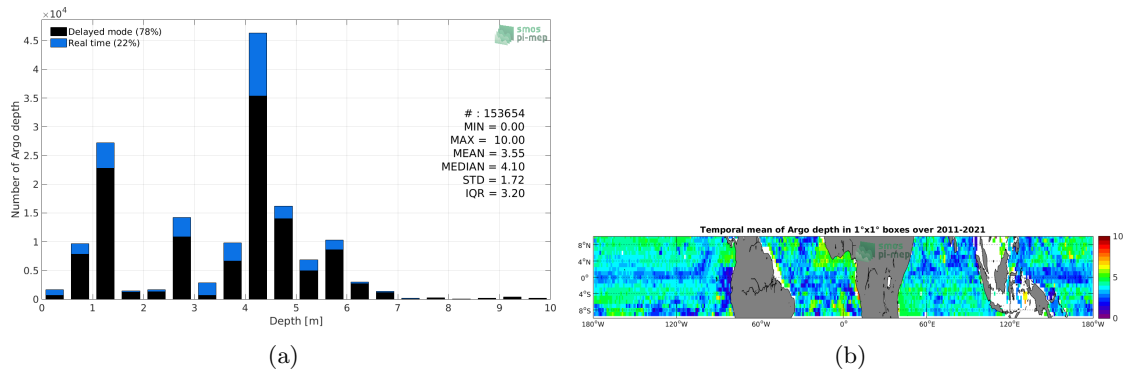 ×10⁴
Delayed mode (78%)
Real time (22%)
smos
pi-mep
4.5
4
3.5
3
2.5
2
1.5
1
0.5
0
Number of Argo depth
# : 153654
MIN = 0.00
MAX = 10.00
MEAN = 3.55
MEDIAN = 4.10
STD = 1.72
IQR = 3.20
0 1 2 3 4 5 6 7 8 9 10
Depth [m]
(a)
Temporal mean of Argo depth in 1°x1° boxes over 2011-2021
smos
pi-mep
8°N
4°N
0°
4°S
8°S
180°W 120°W 60°W 0° 60°E 120°E 180°W
10
5
0
(b)